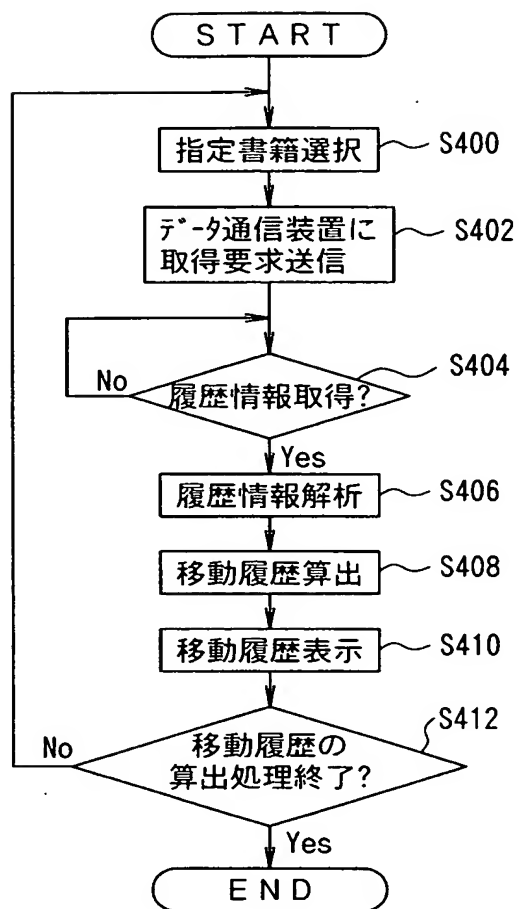 START
指定書籍選択
S400
データ通信装置に
取得要求送信
S402
S404
No
履歴情報取得?
Yes
履歴情報解析
S406
移動履歴算出
S408
移動履歴表示
S410
S412
No
移動履歴の
算出処理終了?
Yes
END